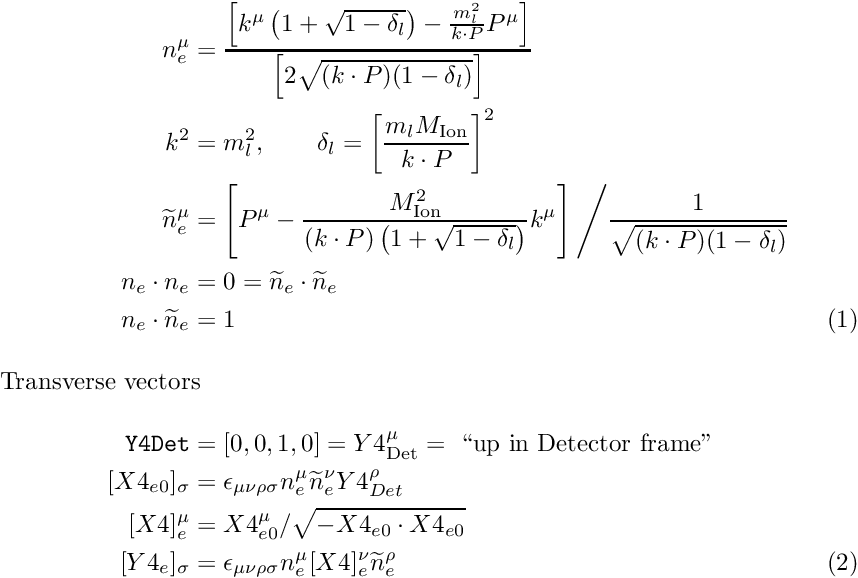 n_e^μ = [k^μ (1 + √(1 − δ_l)) − (m_l^2 / k·P) P^μ] / [2√((k · P)(1 − δ_l))]
k^2 = m_l^2, δ_l = [m_l M_Ion / k · P]^2
ñ_e^μ = [P^μ − M_Ion^2 / ((k · P)(1 + √(1 − δ_l))) k^μ] / 1/√((k · P)(1 − δ_l))
n_e · n_e = 0 = ñ_e · ñ_e
n_e · ñ_e = 1 (1)
Transverse vectors
Y4Det = [0, 0, 1, 0] = Y4_Det^μ = “up in Detector frame”
[X4_e0]_σ = ϵ_μνρσ n_e^μ ñ_e^ν Y4_Det^ρ
[X4]_e^μ = X4_e0^μ / √(−X4_e0 · X4_e0)
[Y4_e]_σ = ϵ_μνρσ n_e^μ [X4]_e^ν ñ_e^ρ (2)